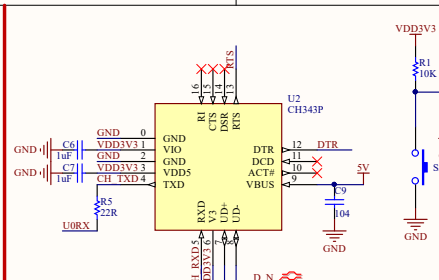 VDD3V3
RTS
R1
10K
16
15
14
13
RI
CTS
DSR
RTS
U2
CH343P
GND 0 GND
C6 VDD3V3 1 VIO
GND 1uF GND 2 GND
C7 VDD3V3 3 VDD5
GND 1uF CH_TXD 4 TXD
DTR 12 DTR
DCD 11
ACT# 10
VBUS 9
5V
S
R5
22R
U0RX
C9
104
GND
GND
RXD
V3
UD+
UD-
5
6
7
8
H_RXD
DD3V3
D_N